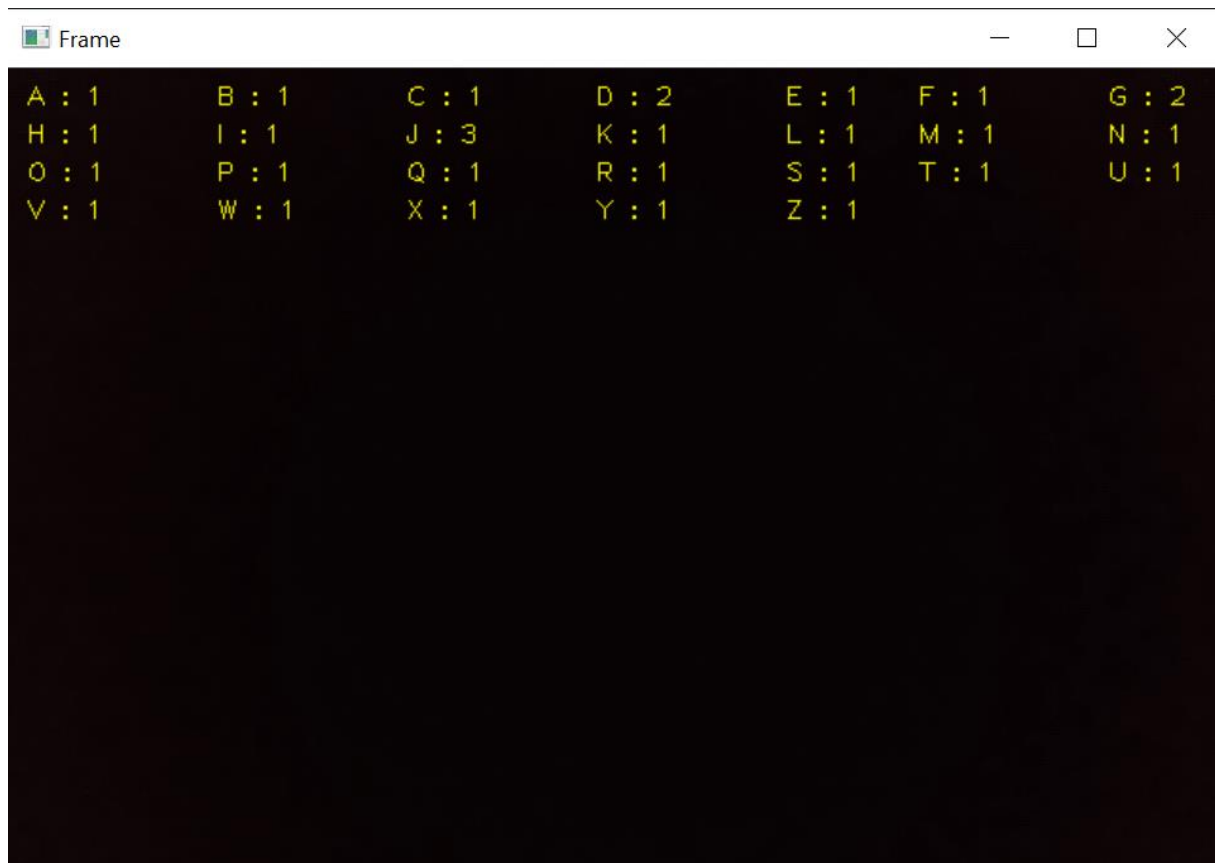 Frame
A : 1 B : 1 C : 1 D : 2 E : 1 F : 1 G : 2
H : 1 I : 1 J : 3 K : 1 L : 1 M : 1 N : 1
O : 1 P : 1 Q : 1 R : 1 S : 1 T : 1 U : 1
V : 1 W : 1 X : 1 Y : 1 Z : 1